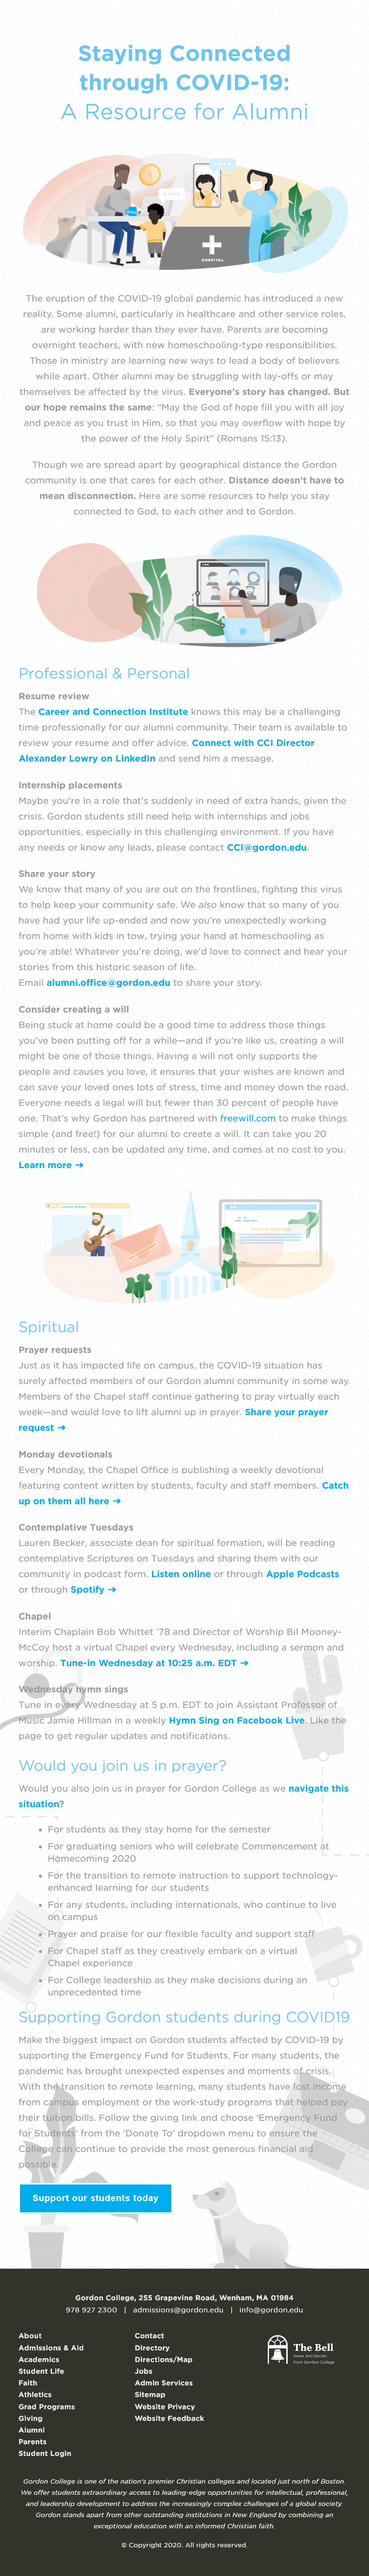 Staying Connected
through COVID-19:
A Resource for Alumni
HOSPITAL
The eruption of the COVID-19 global pandemic has introduced a new
reality. Some alumni, particularly in healthcare and other service roles,
are working harder than they ever have. Parents are becoming
overnight teachers, with new homeschooling-type responsibilities.
Those in ministry are learning new ways to lead a body of believers
while apart. Other alumni may be struggling with lay-offs or may
themselves be affected by the virus. Everyone's story has changed. But
our hope remains the same: "May the God of hope fill you with all joy
and peace as you trust in Him, so that you may overflow with hope by
the power of the Holy Spirit" (Romans 15:13).
Though we are spread apart by geographical distance the Gordon
community is one that cares for each other. Distance doesn't have to
mean disconnection. Here are some resources to help you stay
connected to God, to each other and to Gordon.
Professional & Personal
Resume review
The Career and Connection Institute knows this may be a challenging
time professionally for our alumni community. Their team is available to
review your resume and offer advice. Connect with CCI Director
Alexander Lowry on LinkedIn and send him a message.
Internship placements
Maybe you're in a role that's suddenly in need of extra hands, given the
crisis. Gordon students still need help with internships and jobs
opportunities, especially in this challenging environment. If you have
any needs or know any leads, please contact CCI@gordon.edu.
Share your story
We know that many of you are out on the frontlines, fighting this virus
to help keep your community safe. We also know that so many of you
have had your life up-ended and now you're unexpectedly working
from home with kids in tow, trying your hand at homeschooling as
you're able! Whatever you're doing, we'd love to connect and hear your
stories from this historic season of life.
Email alumni.office@gordon.edu to share your story.
Consider creating a will
Being stuck at home could be a good time to address those things
you've been putting off for a while—and if you're like us, creating a will
might be one of those things. Having a will not only supports the
people and causes you love, it ensures that your wishes are known and
can save your loved ones lots of stress, time and money down the road.
Everyone needs a legal will but fewer than 30 percent of people have
one. That's why Gordon has partnered with freewill.com to make things
simple (and free!) for our alumni to create a will. It can take you 20
minutes or less, can be updated any time, and comes at no cost to you.
Learn more ➔
Spiritual
Prayer requests
Just as it has impacted life on campus, the COVID-19 situation has
surely affected members of our Gordon alumni community in some way.
Members of the Chapel staff continue gathering to pray virtually each
week—and would love to lift alumni up in prayer. Share your prayer
request ➔
Monday devotionals
Every Monday, the Chapel Office is publishing a weekly devotional
featuring content written by students, faculty and staff members. Catch
up on them all here ➔
Contemplative Tuesdays
Lauren Becker, associate dean for spiritual formation, will be reading
contemplative Scriptures on Tuesdays and sharing them with our
community in podcast form. Listen online or through Apple Podcasts
or through Spotify ➔
Chapel
Interim Chaplain Bob Whittet '78 and Director of Worship Bil Mooney-
McCoy host a virtual Chapel every Wednesday, including a sermon and
worship. Tune-in Wednesday at 10:25 a.m. EDT ➔
Wednesday hymn sings
Tune in every Wednesday at 5 p.m. EDT to join Assistant Professor of
Music Jamie Hillman in a weekly Hymn Sing on Facebook Live. Like the
page to get regular updates and notifications.
Would you join us in prayer?
Would you also join us in prayer for Gordon College as we navigate this
situation?
• For students as they stay home for the semester
• For graduating seniors who will celebrate Commencement at
Homecoming 2020
• For the transition to remote instruction to support technology-
enhanced learning for our students
• For any students, including internationals, who continue to live
on campus
• Prayer and praise for our flexible faculty and support staff
• For Chapel staff as they creatively embark on a virtual
Chapel experience
• For College leadership as they make decisions during an
unprecedented time
Supporting Gordon students during COVID19
Make the biggest impact on Gordon students affected by COVID-19 by
supporting the Emergency Fund for Students. For many students, the
pandemic has brought unexpected expenses and moments of crisis.
With the transition to remote learning, many students have lost income
from campus employment or the work-study programs that helped pay
their tuition bills. Follow the giving link and choose 'Emergency Fund
for Students' from the 'Donate To' dropdown menu to ensure the
College can continue to provide the most generous financial aid
possible.
Support our students today
Gordon College, 255 Grapevine Road, Wenham, MA 01984
978 927 2300 | admissions@gordon.edu | info@gordon.edu
About
Admissions & Aid
Academics
Student Life
Faith
Athletics
Grad Programs
Giving
Alumni
Parents
Student Login
Contact
Directory
Directions/Map
Jobs
Admin Services
Sitemap
Website Privacy
Website Feedback
The Bell
News and stories
from Gordon College
Gordon College is one of the nation's premier Christian colleges and located just north of Boston.
We offer students extraordinary access to leading-edge opportunities for intellectual, professional,
and leadership development to address the increasingly complex challenges of a global society.
Gordon stands apart from other outstanding institutions in New England by combining an
exceptional education with an informed Christian faith.
© Copyright 2020. All rights reserved.